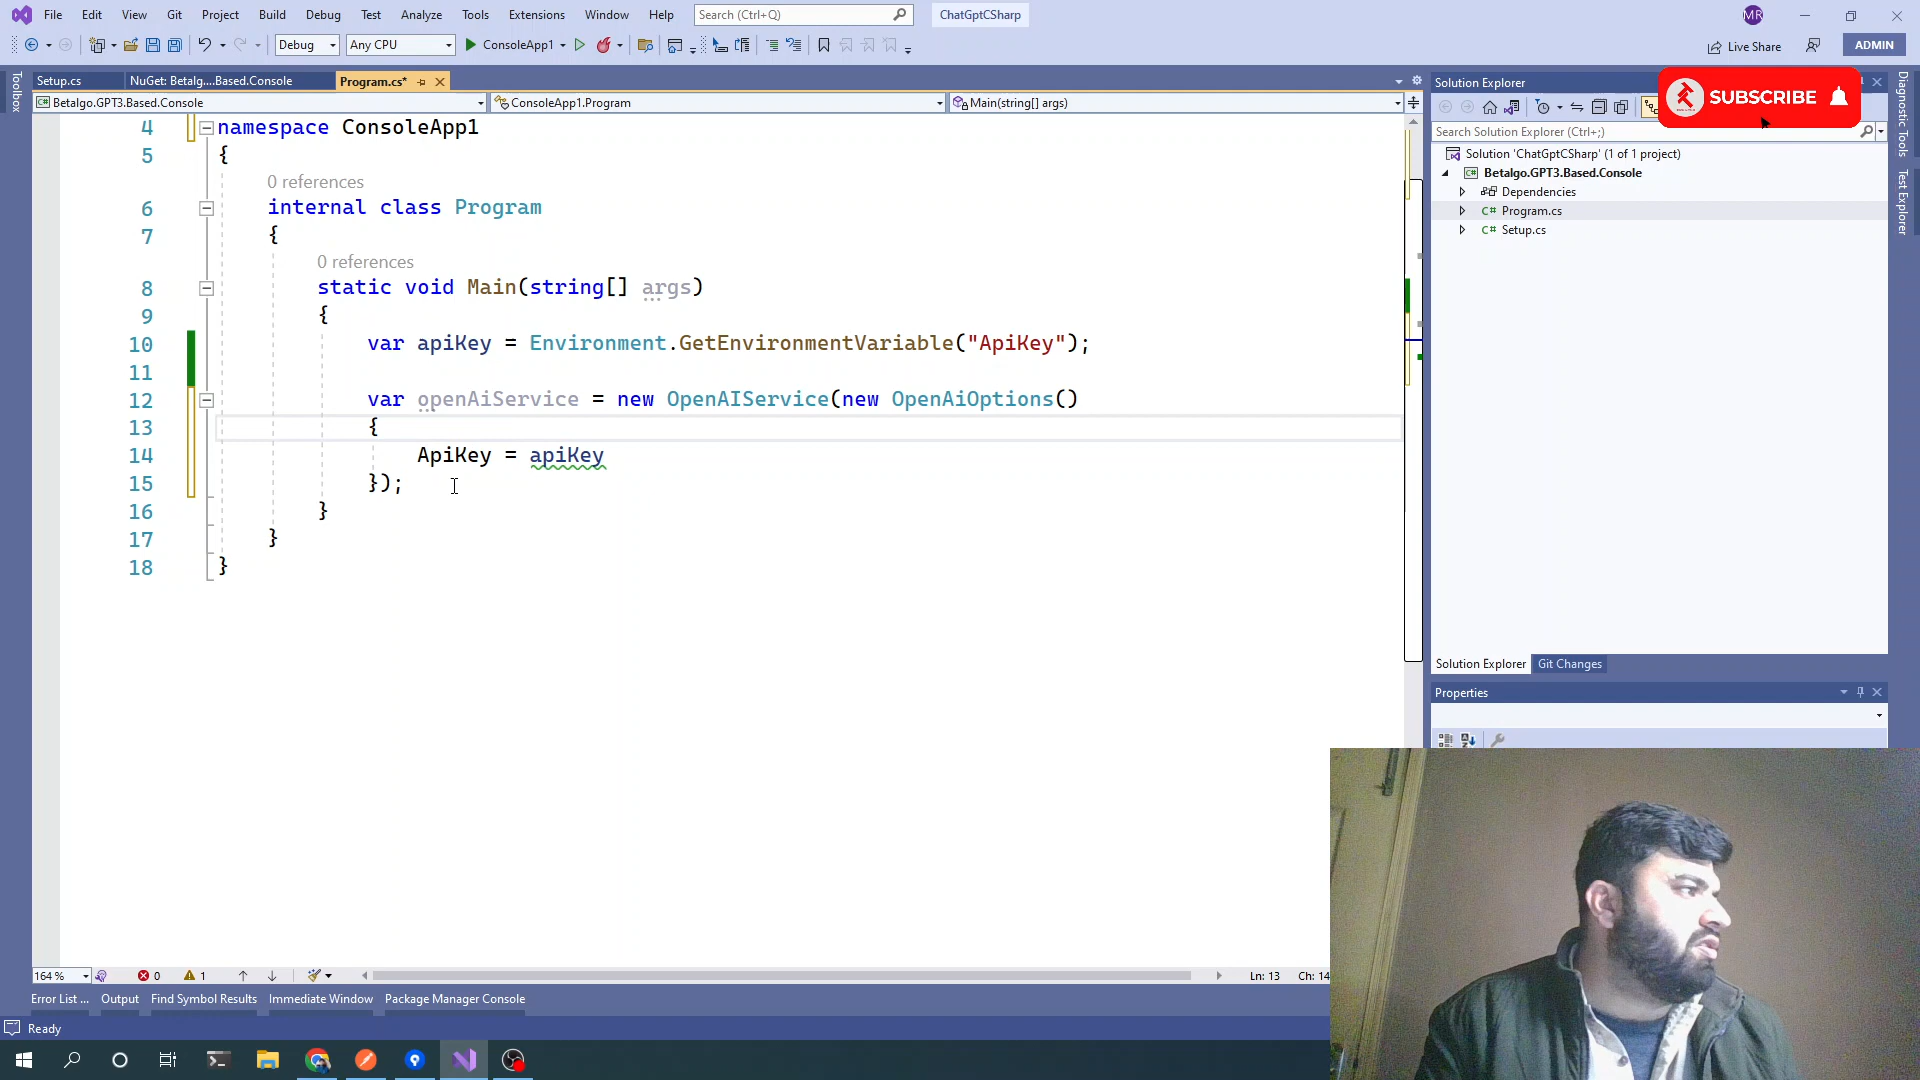 File Edit View Git Project Build Debug Test Analyze Tools Extensions Window Help Search (Ctrl+Q) ChatGptCSharp MR
Debug Any CPU ConsoleApp1 Live Share ADMIN
Toolbox Setup.cs NuGet: Betalg....Based.Console Program.cs*
Betalgo.GPT3.Based.Console ConsoleApp1.Program Main(string[] args)
4 namespace ConsoleApp1
5 {
0 references
6 internal class Program
7 {
0 references
8 static void Main(string[] args)
9 {
10 var apiKey = Environment.GetEnvironmentVariable("ApiKey");
11
12 var openAiService = new OpenAIService(new OpenAiOptions()
13 {
14 ApiKey = apiKey
15 });
16 }
17 }
18 }
164 % 0 1 Ln: 13 Ch: 14
Error List ... Output Find Symbol Results Immediate Window Package Manager Console
Ready
Solution Explorer
SUBSCRIBE
Search Solution Explorer (Ctrl+;)
Solution 'ChatGptCSharp' (1 of 1 project)
C# Betalgo.GPT3.Based.Console
Dependencies
C# Program.cs
C# Setup.cs
Solution Explorer Git Changes
Properties
Diagnostic Tools
Test Explorer